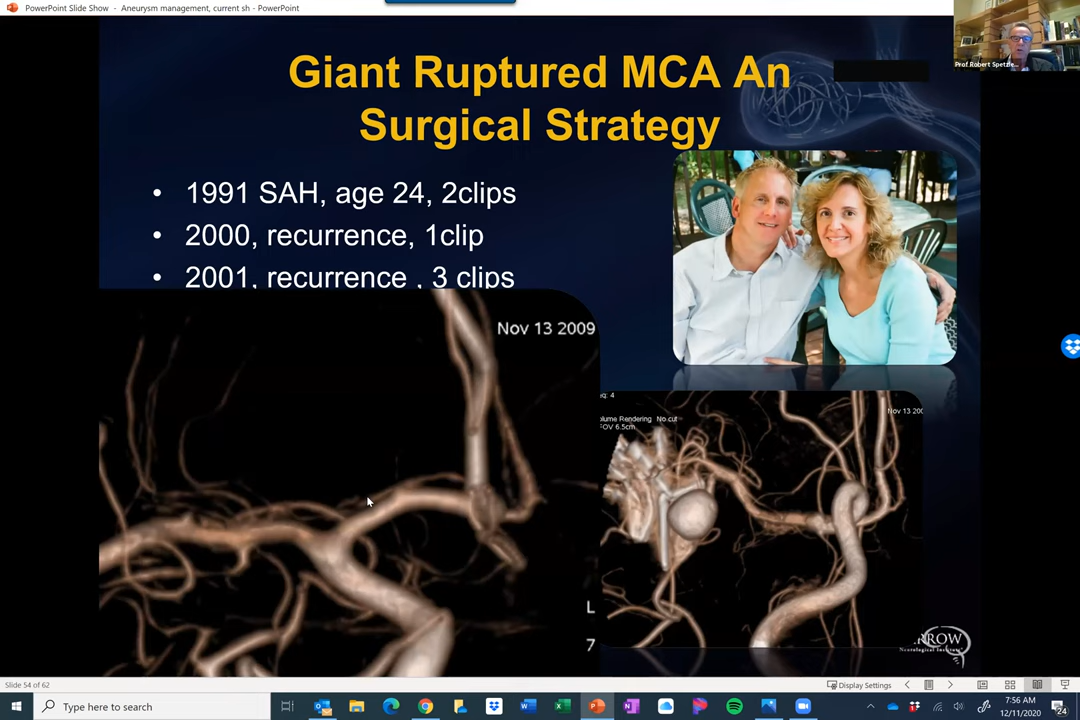 PowerPoint Slide Show - Aneurysm management, current sh - PowerPoint
Prof.Robert Spetzle...
Giant Ruptured MCA An
Surgical Strategy
• 1991 SAH, age 24, 2clips
• 2000, recurrence, 1clip
• 2001, recurrence , 3 clips
Nov 13 2009
L
7
eq: 4
olume Rendering No cut
FOV 6.5cm
Nov 13 200
RROW
Neurological Institute
Slide 54 of 62
Display Settings
Type here to search
7:56 AM
12/11/2020
24